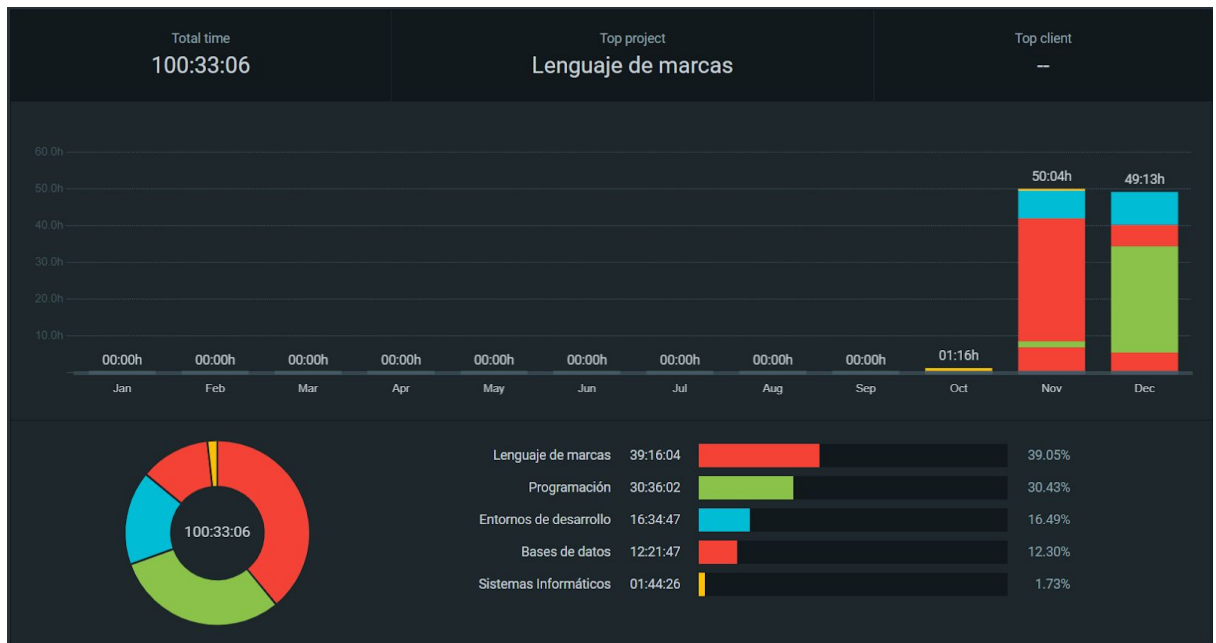 Total time
100:33:06
Top project
Lenguaje de marcas
Top client
--
60.0h
50.0h
40.0h
30.0h
20.0h
10.0h
00:00h 00:00h 00:00h 00:00h 00:00h 00:00h 00:00h 00:00h 00:00h 01:16h 50:04h 49:13h
Jan Feb Mar Apr May Jun Jul Aug Sep Oct Nov Dec
100:33:06
Lenguaje de marcas 39:16:04 39.05%
Programación 30:36:02 30.43%
Entornos de desarrollo 16:34:47 16.49%
Bases de datos 12:21:47 12.30%
Sistemas Informáticos 01:44:26 1.73%